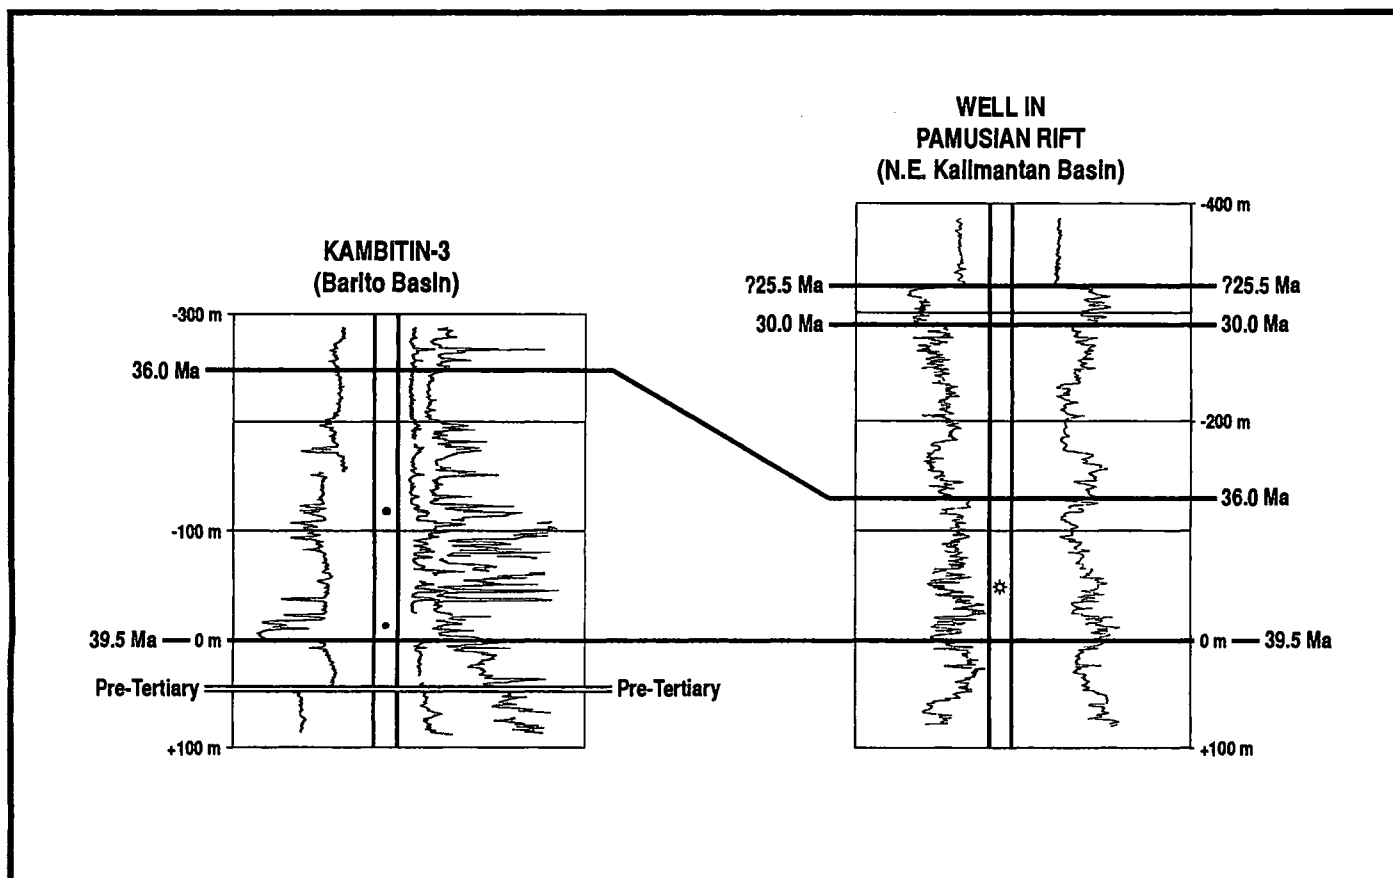 WELL IN
PAMUSIAN RIFT
(N.E. Kalimantan Basin)
-400 m
KAMBITIN-3
(Barito Basin)
?25.5 Ma
?25.5 Ma
-300 m
30.0 Ma
30.0 Ma
36.0 Ma
-200 m
36.0 Ma
-100 m
39.5 Ma
0 m
0 m
39.5 Ma
Pre-Tertiary
Pre-Tertiary
+100 m
+100 m